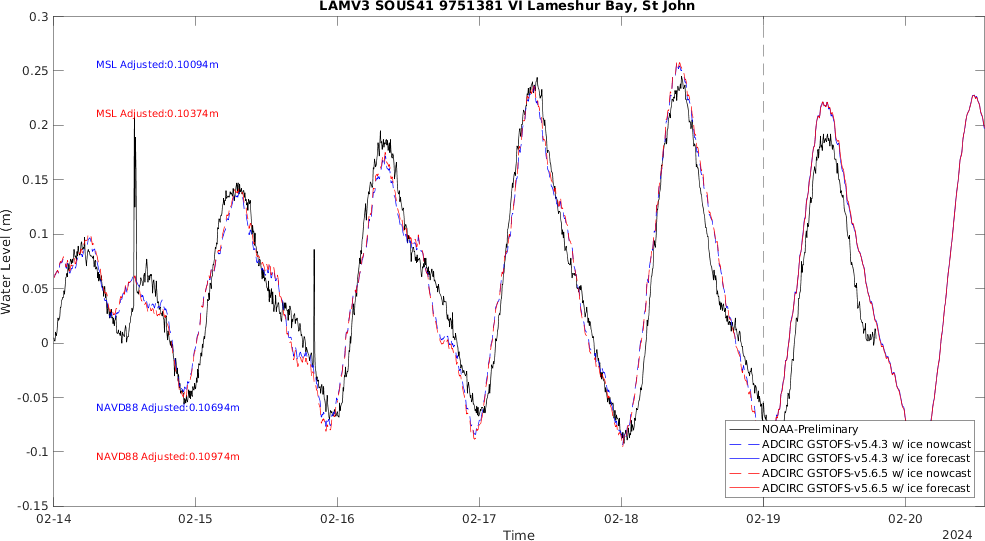 LAMV3 SOUS41 9751381 VI Lameshur Bay, St John
0.3
0.25
0.2
0.15
0.1
0.05
0
-0.05
-0.1
-0.15
Water Level (m)
MSL Adjusted:0.10094m
MSL Adjusted:0.10374m
NAVD88 Adjusted:0.10694m
NAVD88 Adjusted:0.10974m
NOAA-Preliminary
ADCIRC GSTOFS-v5.4.3 w/ ice nowcast
ADCIRC GSTOFS-v5.4.3 w/ ice forecast
ADCIRC GSTOFS-v5.6.5 w/ ice nowcast
ADCIRC GSTOFS-v5.6.5 w/ ice forecast
02-14 02-15 02-16 02-17 02-18 02-19 02-20
Time
2024